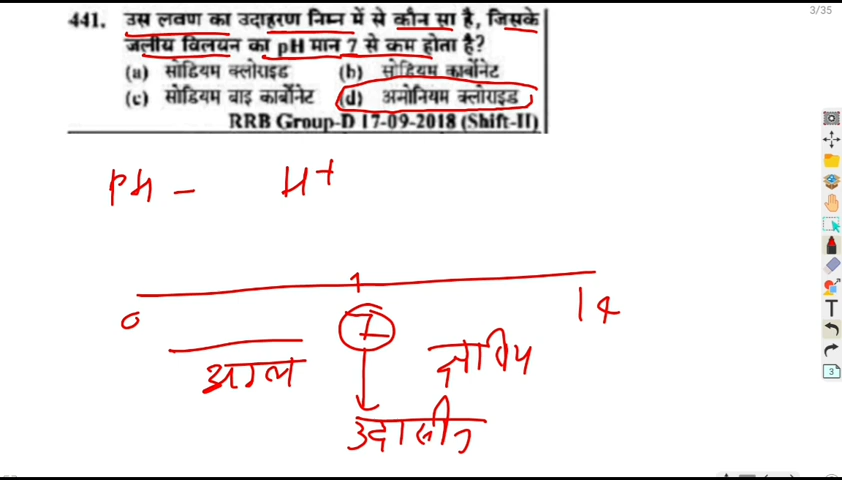 3/35
441. उस लवण का उदाहरण निम्न में से कौन सा है, जिसके
जलीय विलयन का pH मान 7 से कम होता है?
(a) सोडियम क्लोराइड (b) सोडियम कार्बोनेट
(c) सोडियम बाइ कार्बोनेट (d) अमोनियम क्लोराइड
RRB Group-D 17-09-2018 (Shift-II)
PH - H+
0 7 14
अम्ल क्षारिय
उदासीन
T
3